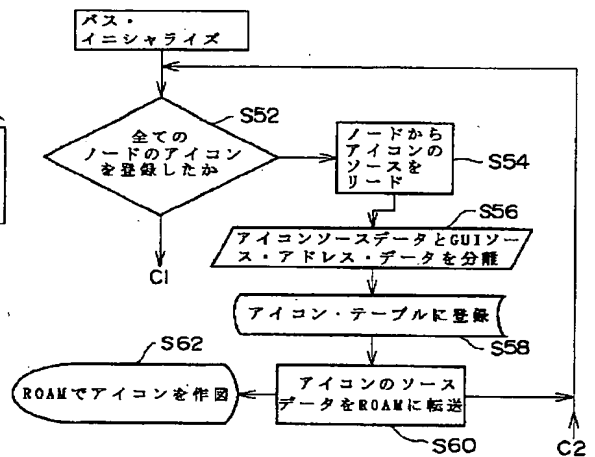 バス・
イニシャライズ
S52
全ての
ノードのアイコン
を登録したか
ノードから
アイコンの
ソースを
リード
S54
S56
アイコンソースデータとGUIソー
ス・アドレス・データを分離
C1
アイコン・テーブルに登録
S58
S62
ROAMでアイコンを作図
アイコンのソース
データをROAMに転送
S60
C2